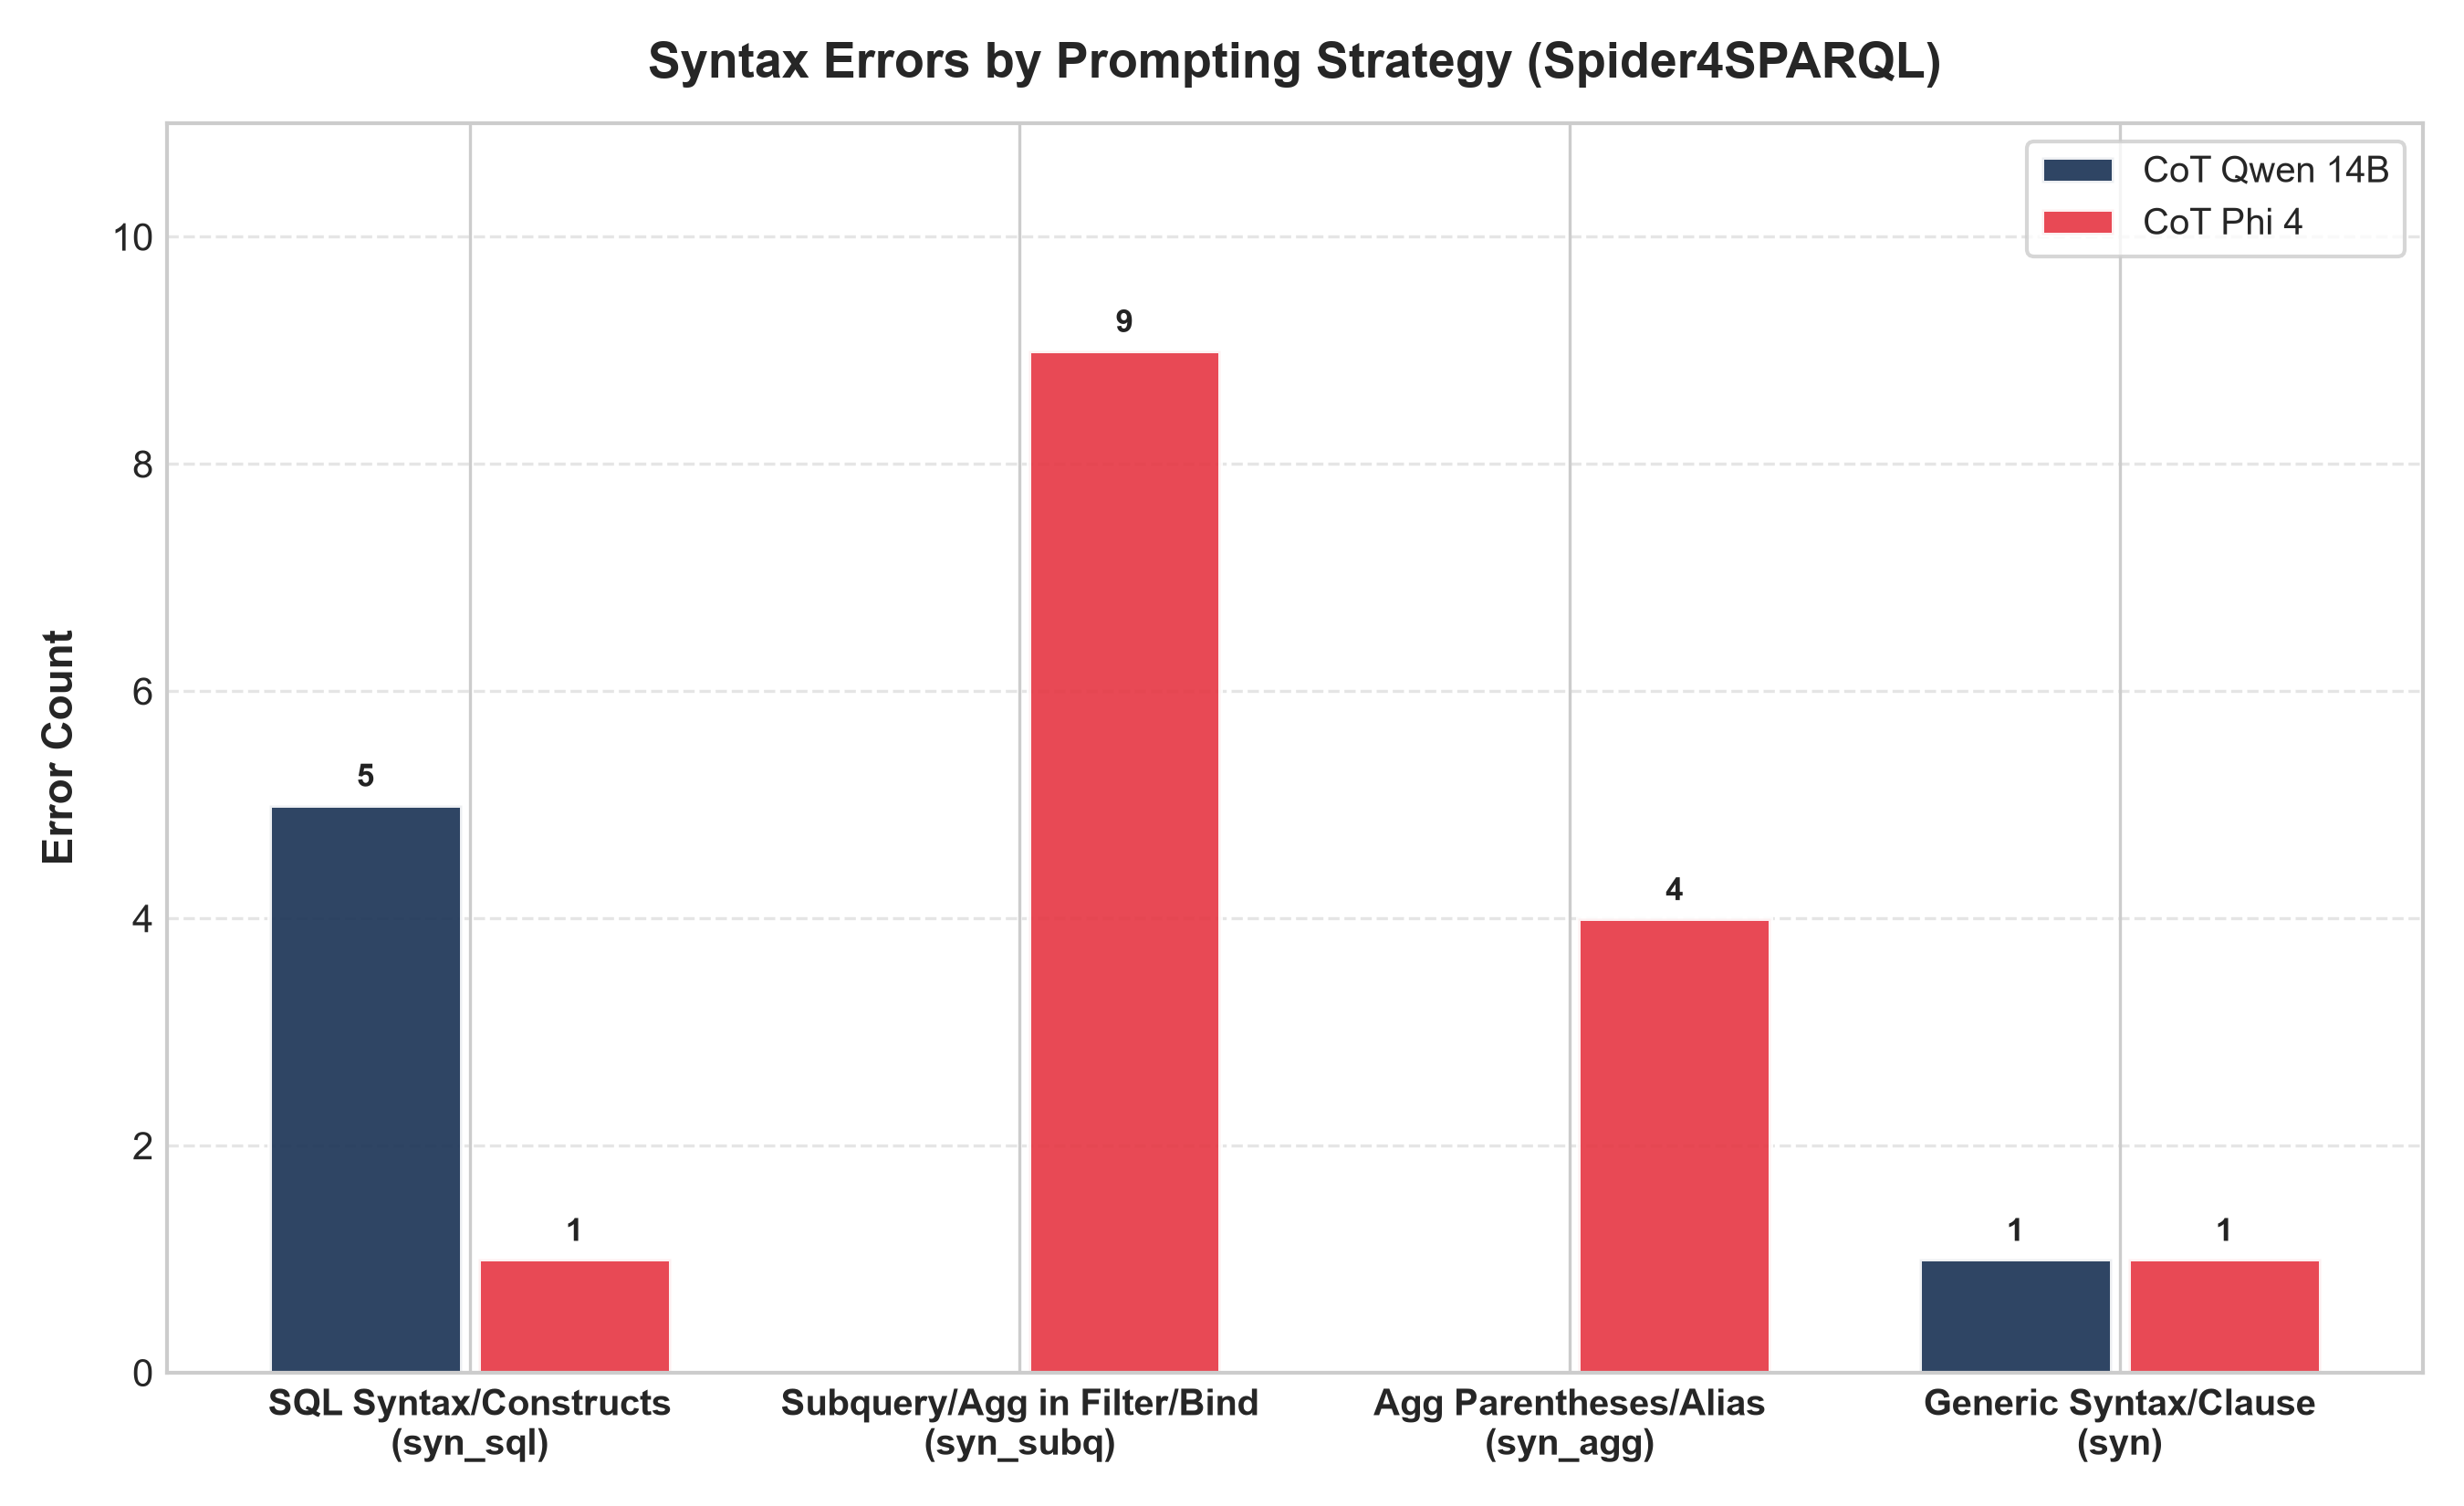 Syntax Errors by Prompting Strategy (Spider4SPARQL)
CoT Qwen 14B
CoT Phi 4
Error Count
10
8
6
4
2
0
5
1
9
4
1
1
SQL Syntax/Constructs
(syn_sql)
Subquery/Agg in Filter/Bind
(syn_subq)
Agg Parentheses/Alias
(syn_agg)
Generic Syntax/Clause
(syn)